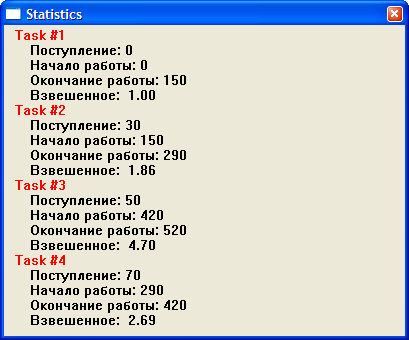 Statistics
Task #1
Поступление: 0
Начало работы: 0
Окончание работы: 150
Взвешенное:  1.00
Task #2
Поступление: 30
Начало работы: 150
Окончание работы: 290
Взвешенное:  1.86
Task #3
Поступление: 50
Начало работы: 420
Окончание работы: 520
Взвешенное:  4.70
Task #4
Поступление: 70
Начало работы: 290
Окончание работы: 420
Взвешенное:  2.69